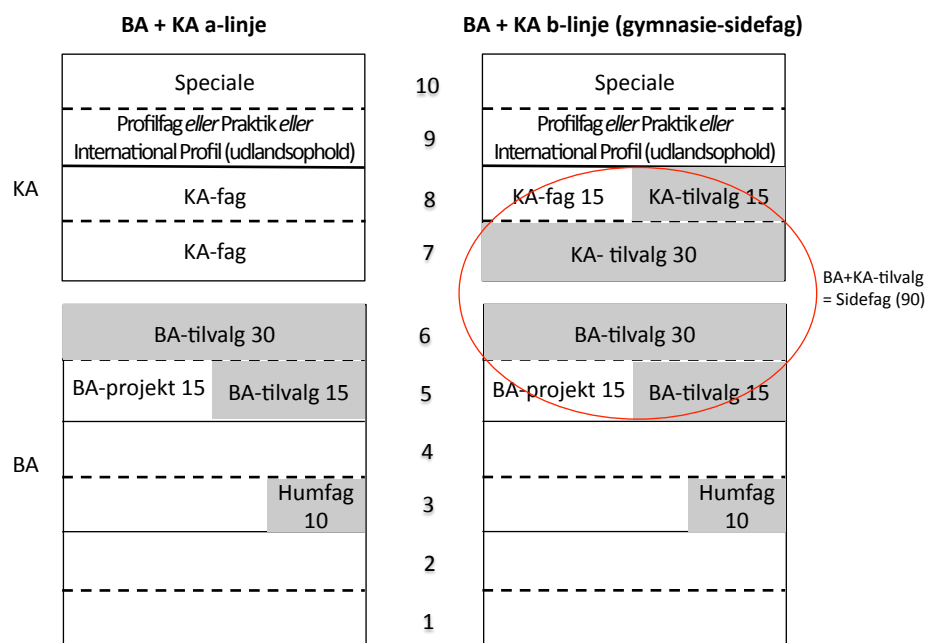 BA + KA a-linje
BA + KA b-linje (gymnasie-sidefag)
Speciale
10
Speciale
Profilfag eller Praktik eller
International Profil (udlandsophold)
9
Profilfag eller Praktik eller
International Profil (udlandsophold)
KA
KA-fag
8
KA-fag 15
KA-tilvalg 15
KA-fag
7
KA- tilvalg 30
BA+KA-tilvalg
= Sidefag (90)
BA-tilvalg 30
6
BA-tilvalg 30
BA-projekt 15
BA-tilvalg 15
5
BA-projekt 15
BA-tilvalg 15
4
BA
Humfag
10
3
Humfag
10
2
1